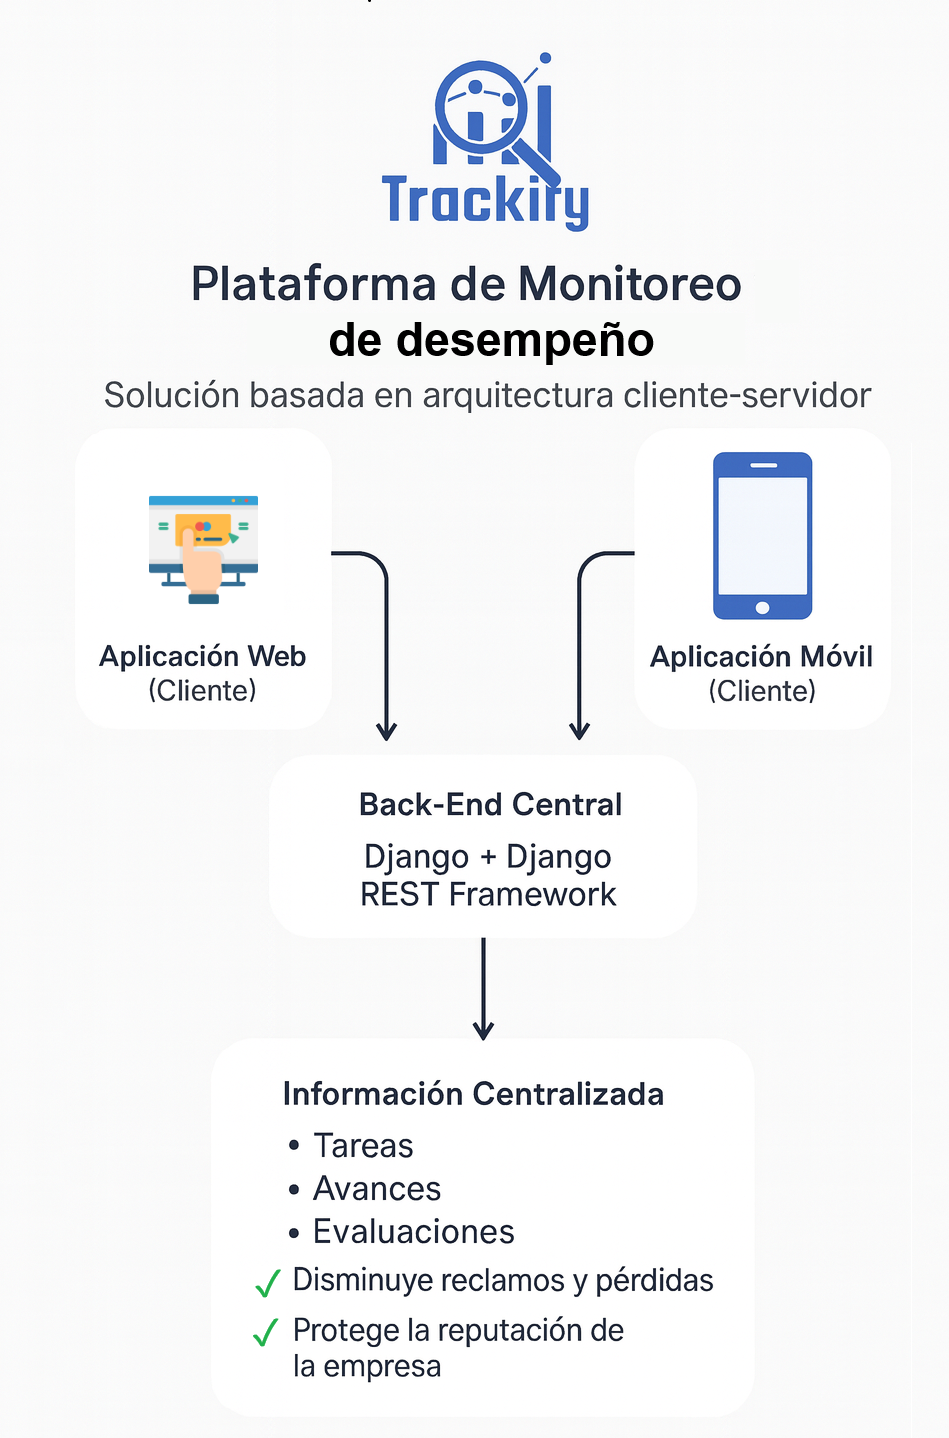 Trackify
Plataforma de Monitoreo
de desempeño
Solución basada en arquitectura cliente-servidor
Aplicación Web
(Cliente)
Aplicación Móvil
(Cliente)
Back-End Central
Django + Django
REST Framework
Información Centralizada
• Tareas
• Avances
• Evaluaciones
✓ Disminuye reclamos y pérdidas
✓ Protege la reputación de
la empresa